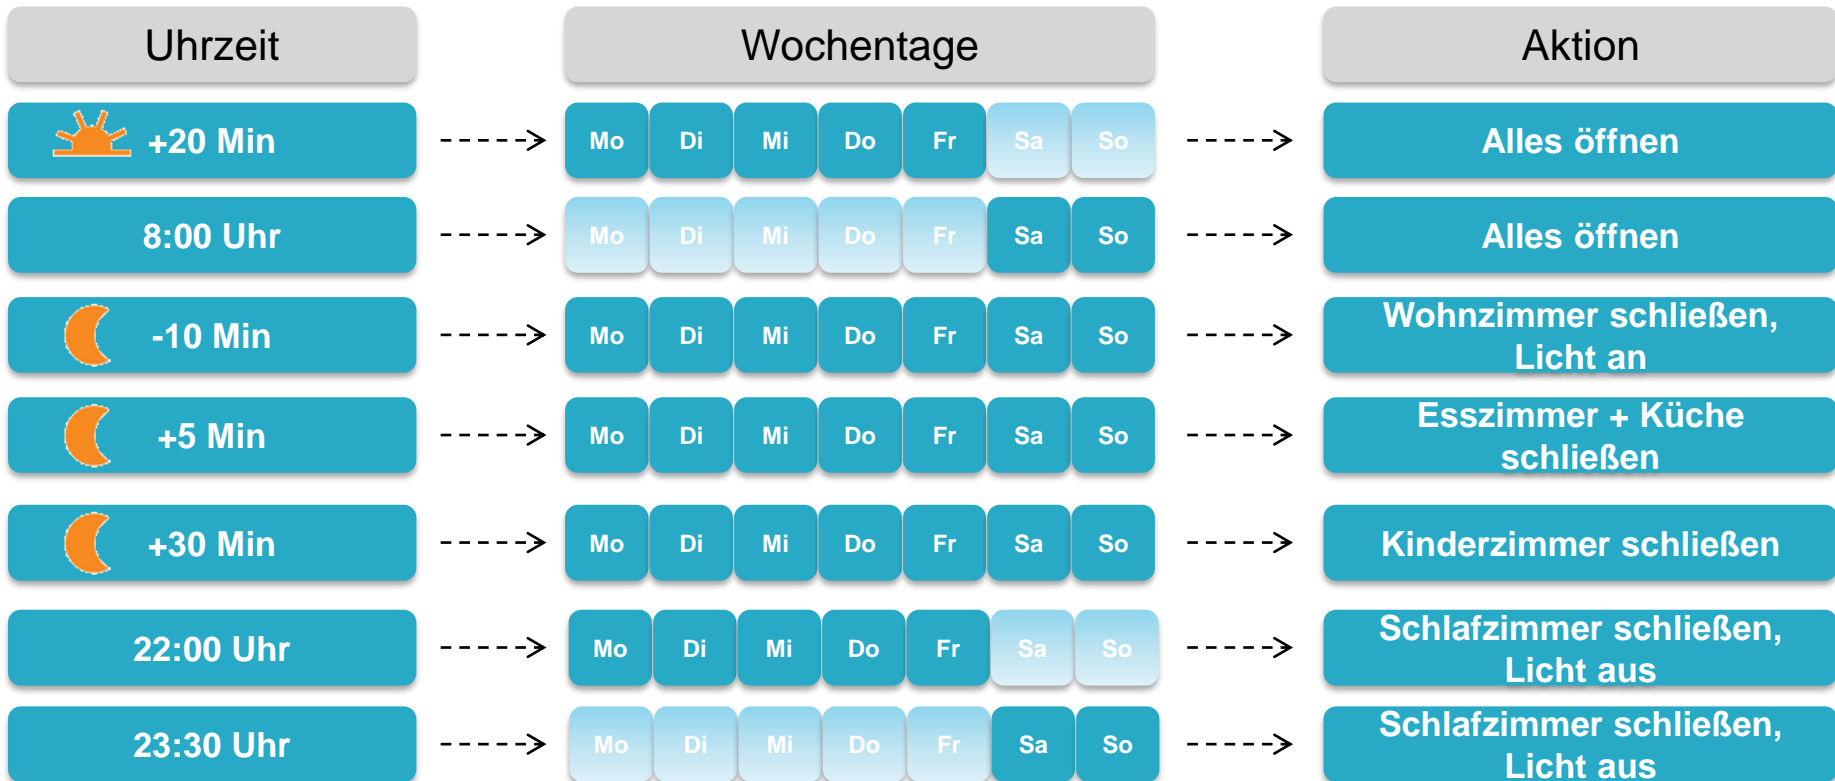 Uhrzeit
Wochentage
Aktion
+20 Min
Mo Di Mi Do Fr Sa So
Alles öffnen
8:00 Uhr
Mo Di Mi Do Fr Sa So
Alles öffnen
-10 Min
Mo Di Mi Do Fr Sa So
Wohnzimmer schließen,
Licht an
+5 Min
Mo Di Mi Do Fr Sa So
Esszimmer + Küche
schließen
+30 Min
Mo Di Mi Do Fr Sa So
Kinderzimmer schließen
22:00 Uhr
Mo Di Mi Do Fr Sa So
Schlafzimmer schließen,
Licht aus
23:30 Uhr
Mo Di Mi Do Fr Sa So
Schlafzimmer schließen,
Licht aus